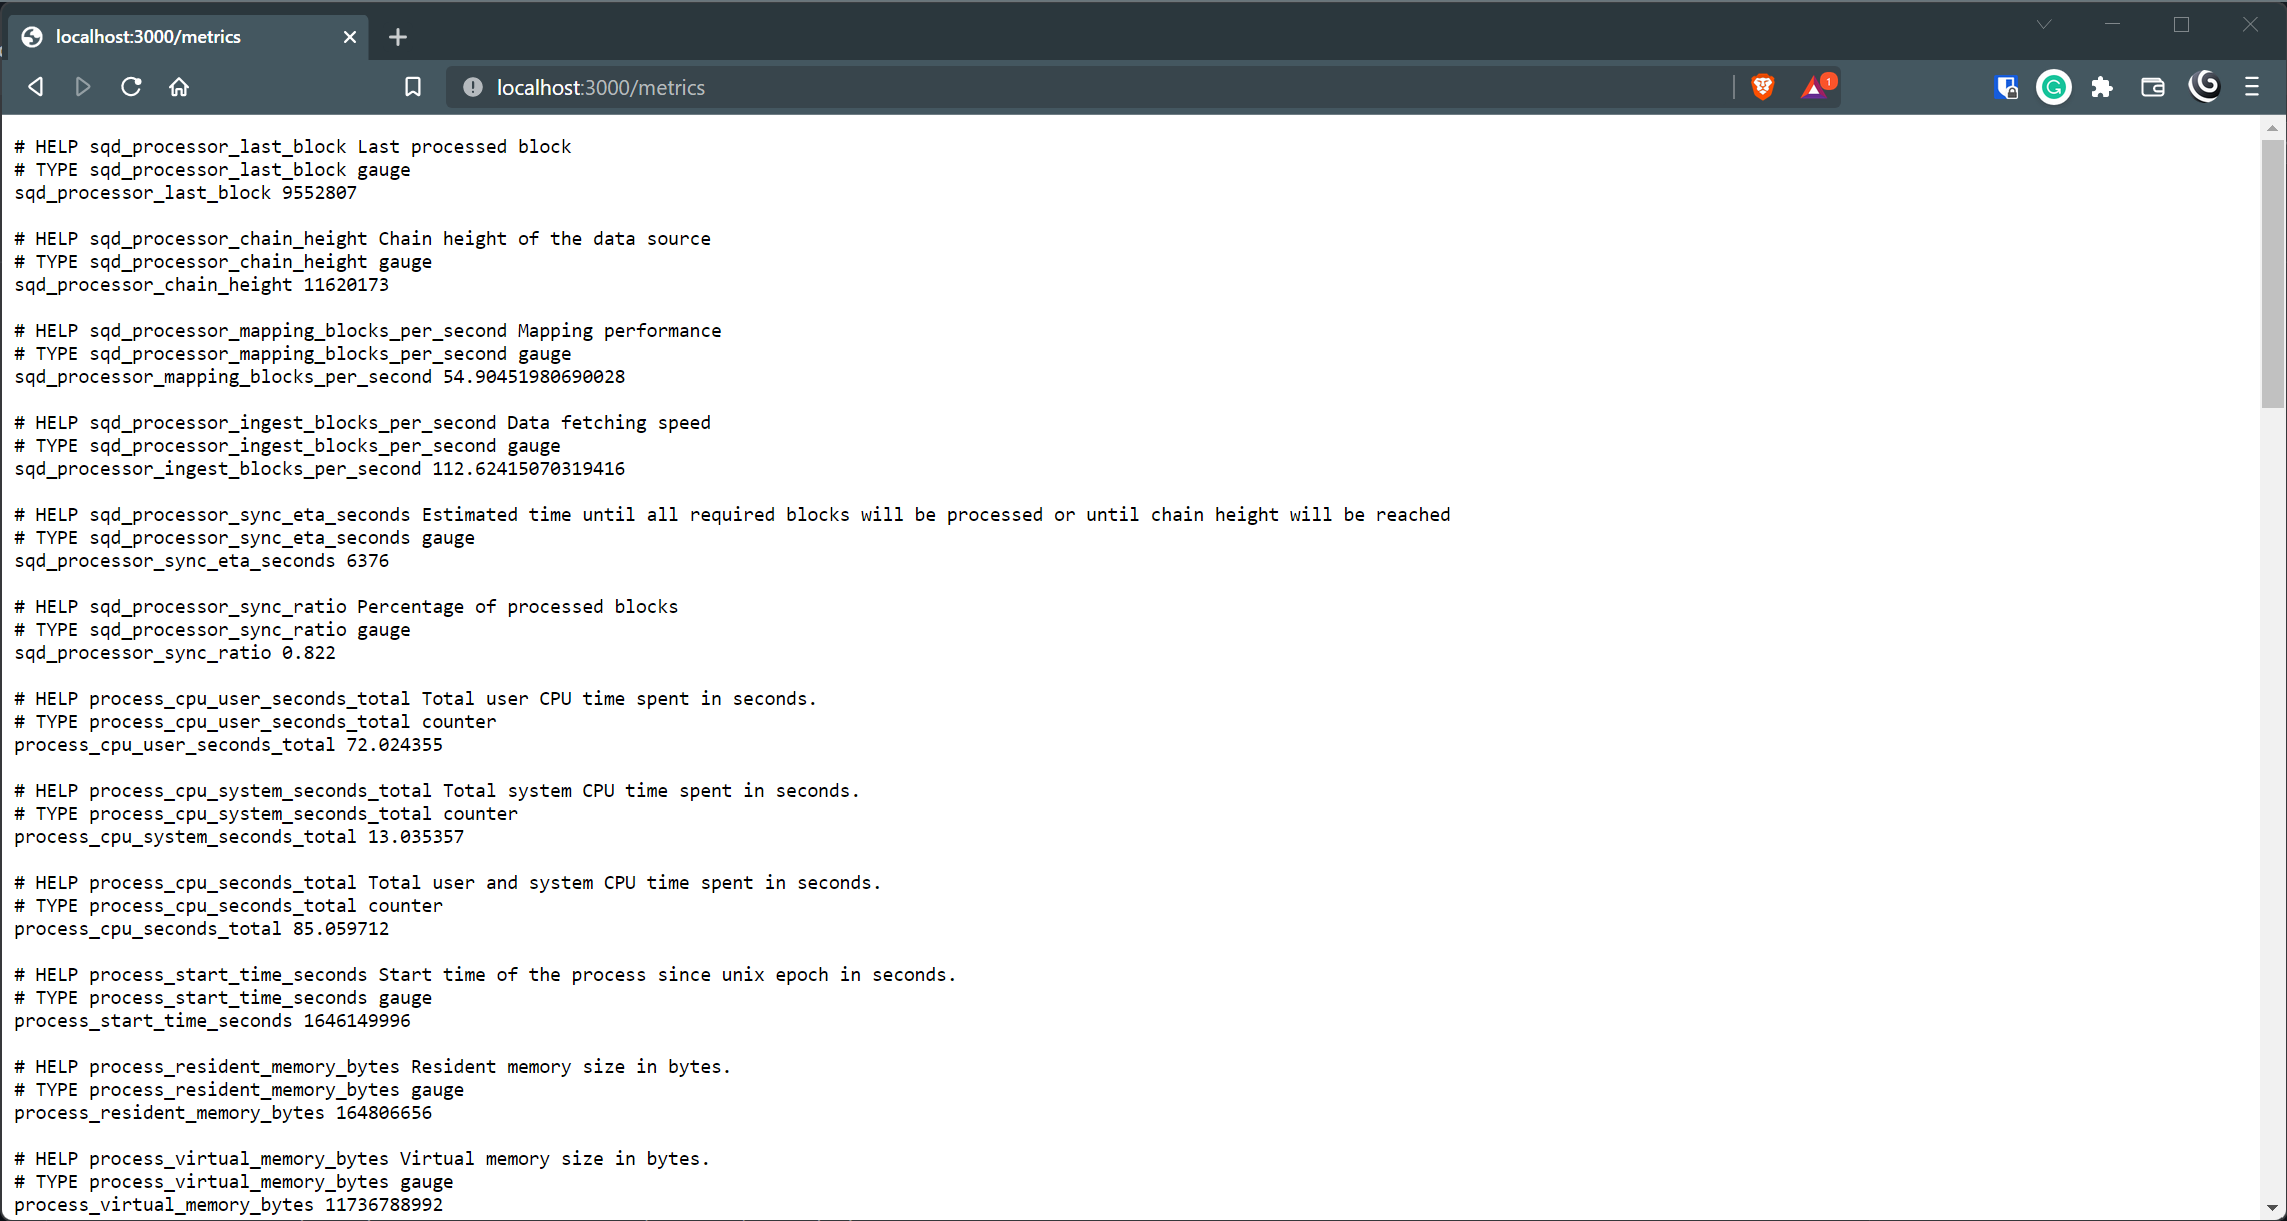 localhost:3000/metrics
localhost:3000/metrics
1
# HELP sqd_processor_last_block Last processed block
# TYPE sqd_processor_last_block gauge
sqd_processor_last_block 9552807
# HELP sqd_processor_chain_height Chain height of the data source
# TYPE sqd_processor_chain_height gauge
sqd_processor_chain_height 11620173
# HELP sqd_processor_mapping_blocks_per_second Mapping performance
# TYPE sqd_processor_mapping_blocks_per_second gauge
sqd_processor_mapping_blocks_per_second 54.90451980690028
# HELP sqd_processor_ingest_blocks_per_second Data fetching speed
# TYPE sqd_processor_ingest_blocks_per_second gauge
sqd_processor_ingest_blocks_per_second 112.62415070319416
# HELP sqd_processor_sync_eta_seconds Estimated time until all required blocks will be processed or until chain height will be reached
# TYPE sqd_processor_sync_eta_seconds gauge
sqd_processor_sync_eta_seconds 6376
# HELP sqd_processor_sync_ratio Percentage of processed blocks
# TYPE sqd_processor_sync_ratio gauge
sqd_processor_sync_ratio 0.822
# HELP process_cpu_user_seconds_total Total user CPU time spent in seconds.
# TYPE process_cpu_user_seconds_total counter
process_cpu_user_seconds_total 72.024355
# HELP process_cpu_system_seconds_total Total system CPU time spent in seconds.
# TYPE process_cpu_system_seconds_total counter
process_cpu_system_seconds_total 13.035357
# HELP process_cpu_seconds_total Total user and system CPU time spent in seconds.
# TYPE process_cpu_seconds_total counter
process_cpu_seconds_total 85.059712
# HELP process_start_time_seconds Start time of the process since unix epoch in seconds.
# TYPE process_start_time_seconds gauge
process_start_time_seconds 1646149996
# HELP process_resident_memory_bytes Resident memory size in bytes.
# TYPE process_resident_memory_bytes gauge
process_resident_memory_bytes 164806656
# HELP process_virtual_memory_bytes Virtual memory size in bytes.
# TYPE process_virtual_memory_bytes gauge
process_virtual_memory_bytes 11736788992